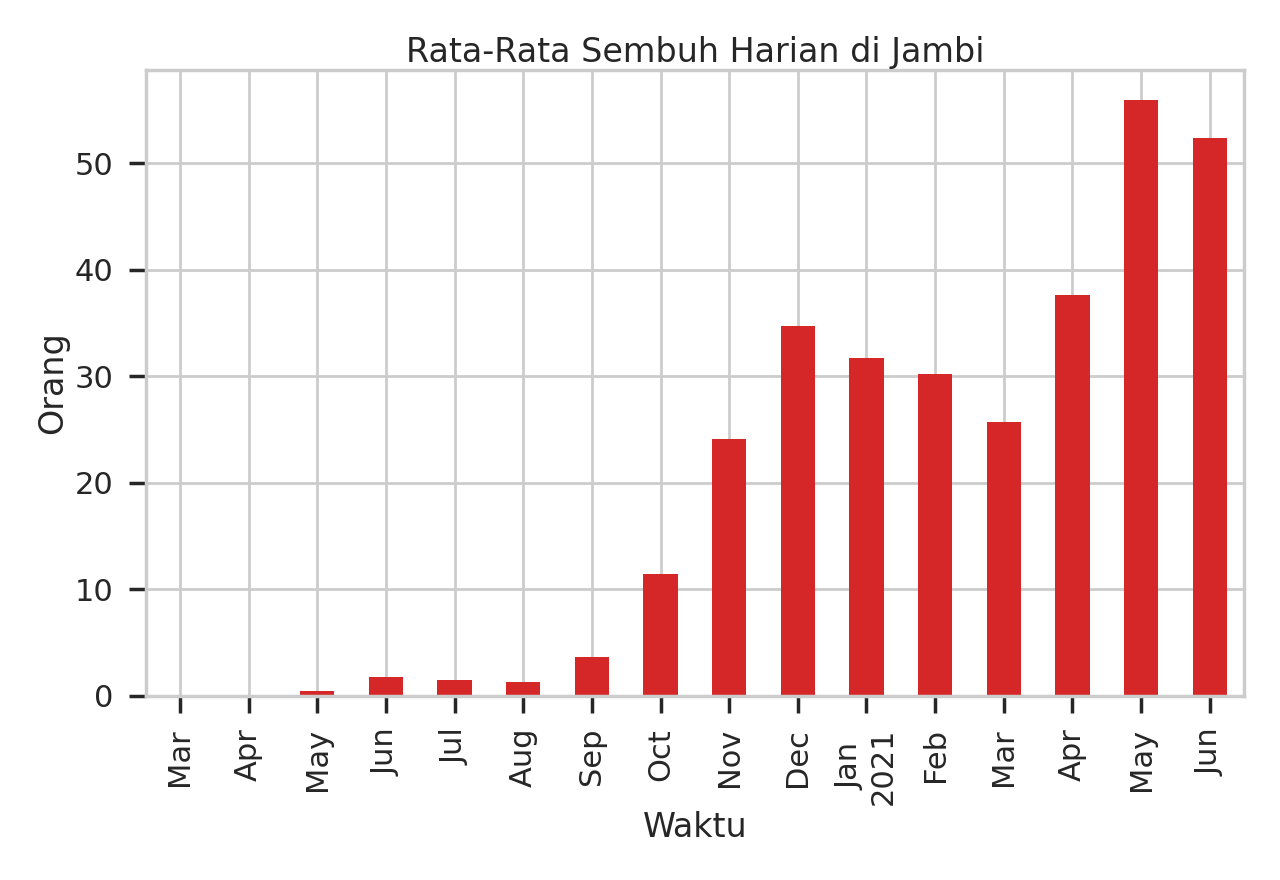 Rata-Rata Sembuh Harian di Jambi
Orang
50
40
30
20
10
0
Mar
Apr
May
Jun
Jul
Aug
Sep
Oct
Nov
Dec
Jan
2021
Feb
Mar
Apr
May
Jun
Waktu